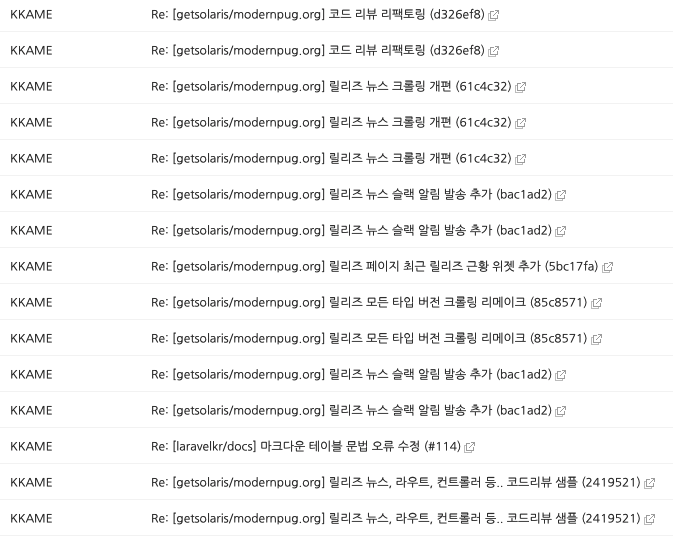 KKAME Re: [getsolaris/modernpug.org] 코드 리뷰 리팩토링 (d326ef8)
KKAME Re: [getsolaris/modernpug.org] 코드 리뷰 리팩토링 (d326ef8)
KKAME Re: [getsolaris/modernpug.org] 릴리즈 뉴스 크롤링 개편 (61c4c32)
KKAME Re: [getsolaris/modernpug.org] 릴리즈 뉴스 크롤링 개편 (61c4c32)
KKAME Re: [getsolaris/modernpug.org] 릴리즈 뉴스 크롤링 개편 (61c4c32)
KKAME Re: [getsolaris/modernpug.org] 릴리즈 뉴스 슬랙 알림 발송 추가 (bac1ad2)
KKAME Re: [getsolaris/modernpug.org] 릴리즈 뉴스 슬랙 알림 발송 추가 (bac1ad2)
KKAME Re: [getsolaris/modernpug.org] 릴리즈 페이지 최근 릴리즈 근황 위젯 추가 (5bc17fa)
KKAME Re: [getsolaris/modernpug.org] 릴리즈 모든 타입 버전 크롤링 리메이크 (85c8571)
KKAME Re: [getsolaris/modernpug.org] 릴리즈 모든 타입 버전 크롤링 리메이크 (85c8571)
KKAME Re: [getsolaris/modernpug.org] 릴리즈 뉴스 슬랙 알림 발송 추가 (bac1ad2)
KKAME Re: [getsolaris/modernpug.org] 릴리즈 뉴스 슬랙 알림 발송 추가 (bac1ad2)
KKAME Re: [laravelkr/docs] 마크다운 테이블 문법 오류 수정 (#114)
KKAME Re: [getsolaris/modernpug.org] 릴리즈 뉴스, 라우트, 컨트롤러 등.. 코드리뷰 샘플 (2419521)
KKAME Re: [getsolaris/modernpug.org] 릴리즈 뉴스, 라우트, 컨트롤러 등.. 코드리뷰 샘플 (2419521)